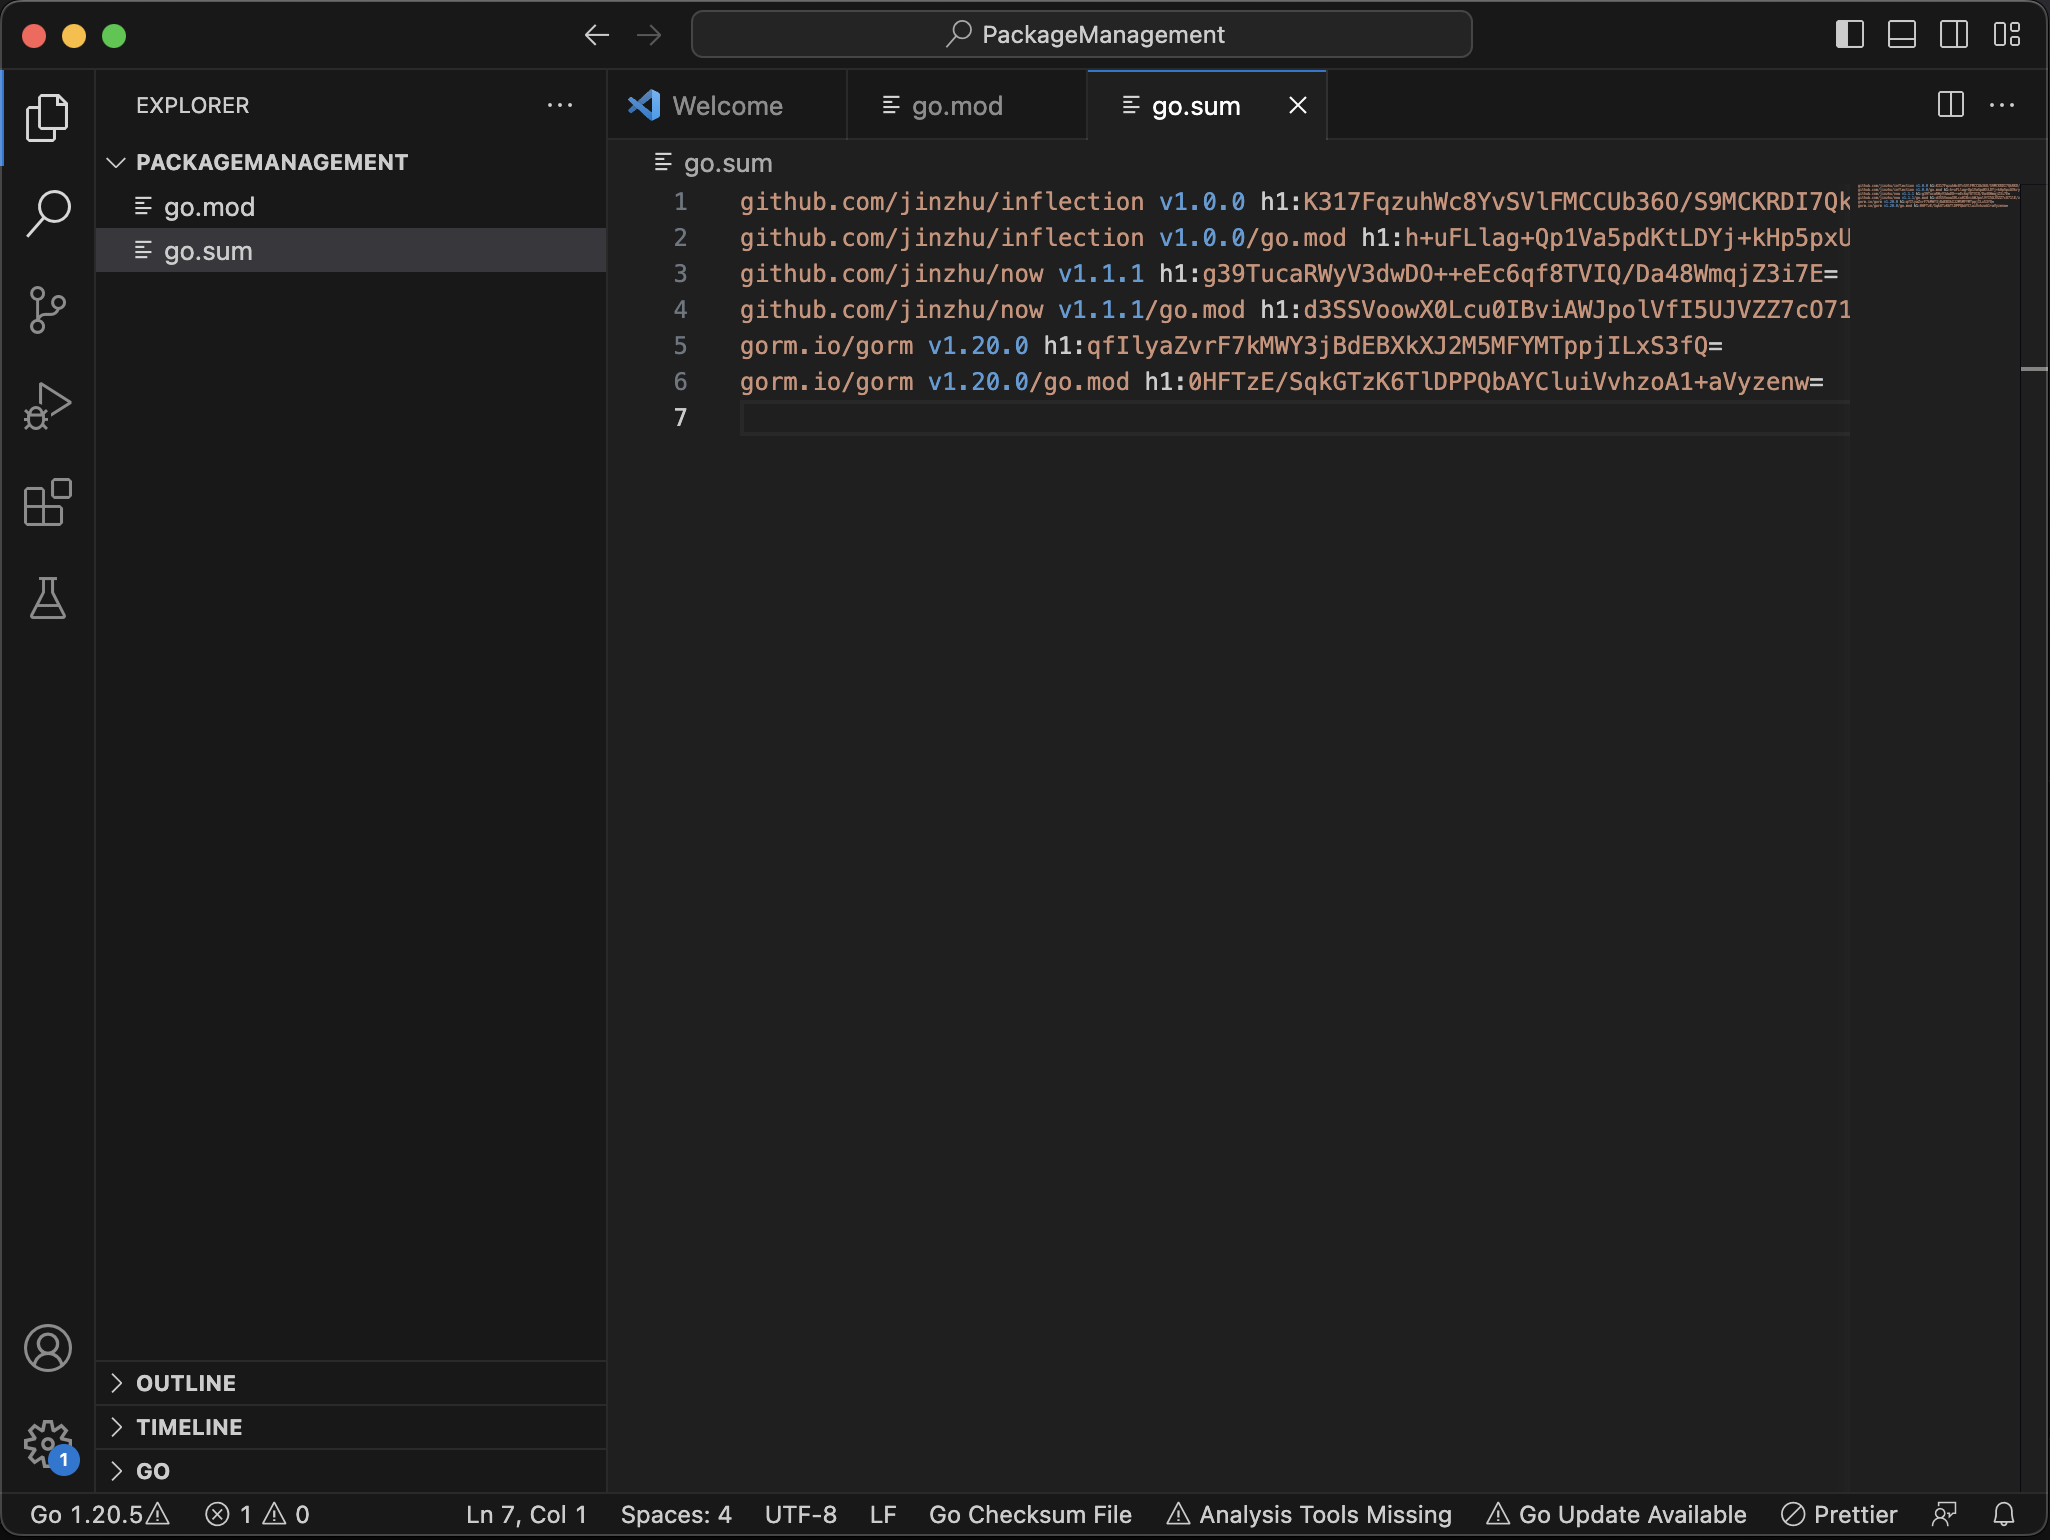 PackageManagement
EXPLORER
PACKAGEMANAGEMENT
go.mod
go.sum
OUTLINE
TIMELINE
GO
1
Welcome
go.mod
go.sum
go.sum
1 github.com/jinzhu/inflection v1.0.0 h1:K317FqzuhWc8YvSVlFMCCUb36O/S9MCKRDI7Qk
2 github.com/jinzhu/inflection v1.0.0/go.mod h1:h+uFLlag+Qp1Va5pdKtLDYj+kHp5pxU
3 github.com/jinzhu/now v1.1.1 h1:g39TucaRWyV3dwDO++eEc6qf8TVIQ/Da48WmqjZ3i7E=
4 github.com/jinzhu/now v1.1.1/go.mod h1:d3SSVoowX0Lcu0IBviAWJpolVfI5UJVZZ7cO71
5 gorm.io/gorm v1.20.0 h1:qfIlyaZvrF7kMWY3jBdEBXkXJ2M5MFYMTppjILxS3fQ=
6 gorm.io/gorm v1.20.0/go.mod h1:0HFTzE/SqkGTzK6TlDPPQbAYCluiVvhzoA1+aVyzenw=
7
Go 1.20.5 1 0 Ln 7, Col 1 Spaces: 4 UTF-8 LF Go Checksum File Analysis Tools Missing Go Update Available Prettier